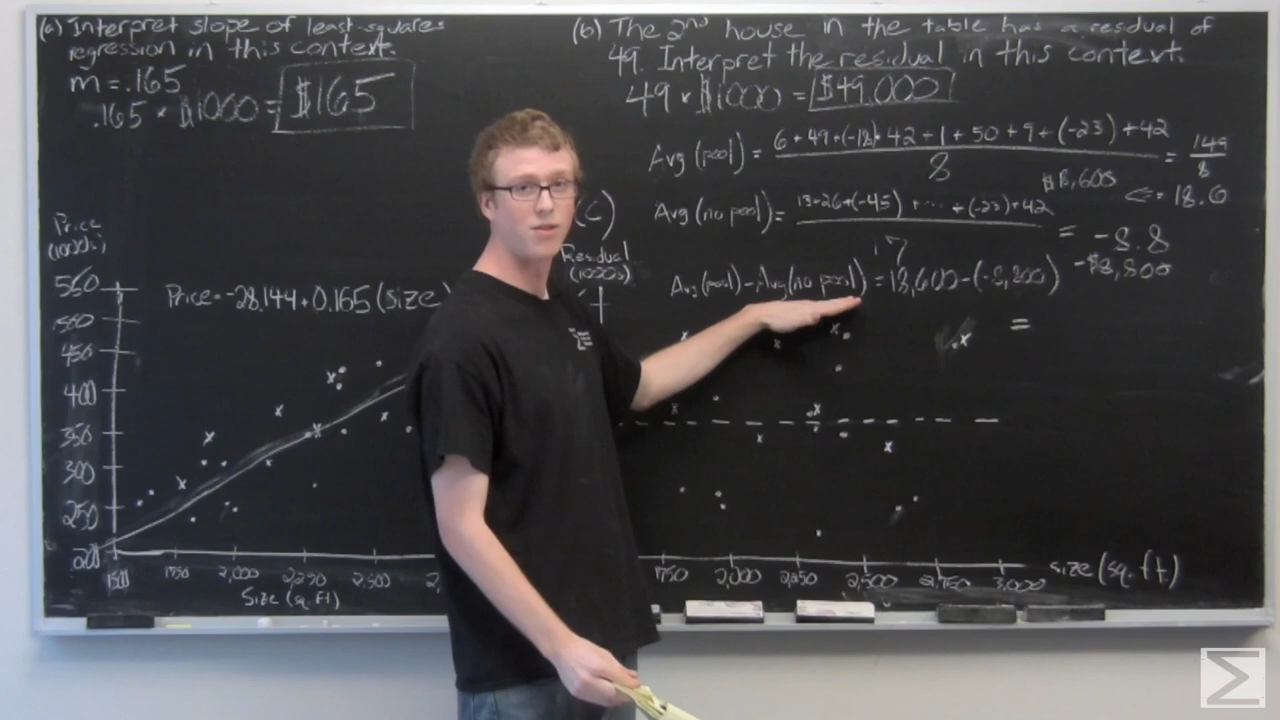 (a) Interpret slope of least-squares
regression in this context.
m = .165
.165 * $1000 = $165
(b) The 2nd house in the table has a residual of
49. Interpret the residual in this context.
49 * $1000 = $49,000
Avg (pool) = 6 + 49 + (-18) + 42 + 1 + 50 + 9 + (-23) + 42 = 149
8 8
$18,600 <= 18.6
Avg (no pool) = 13+26+(-45) + .... + (-23) + 42 = -8.8
17
-$8,800
Avg (pool) - Avg (no pool) = 18,600 - (-8,800)
=
(c)
Residual
(1000s)
Price
(1000s)
Price = -28.144 + 0.165 (size)
550
500
450
400
350
300
250
200
1500 1750 2,000 2,250 2,500
Size (sq. ft)
1750 2,000 2,250 2,500 2,750 3,000 size (sq. ft.)
Σ